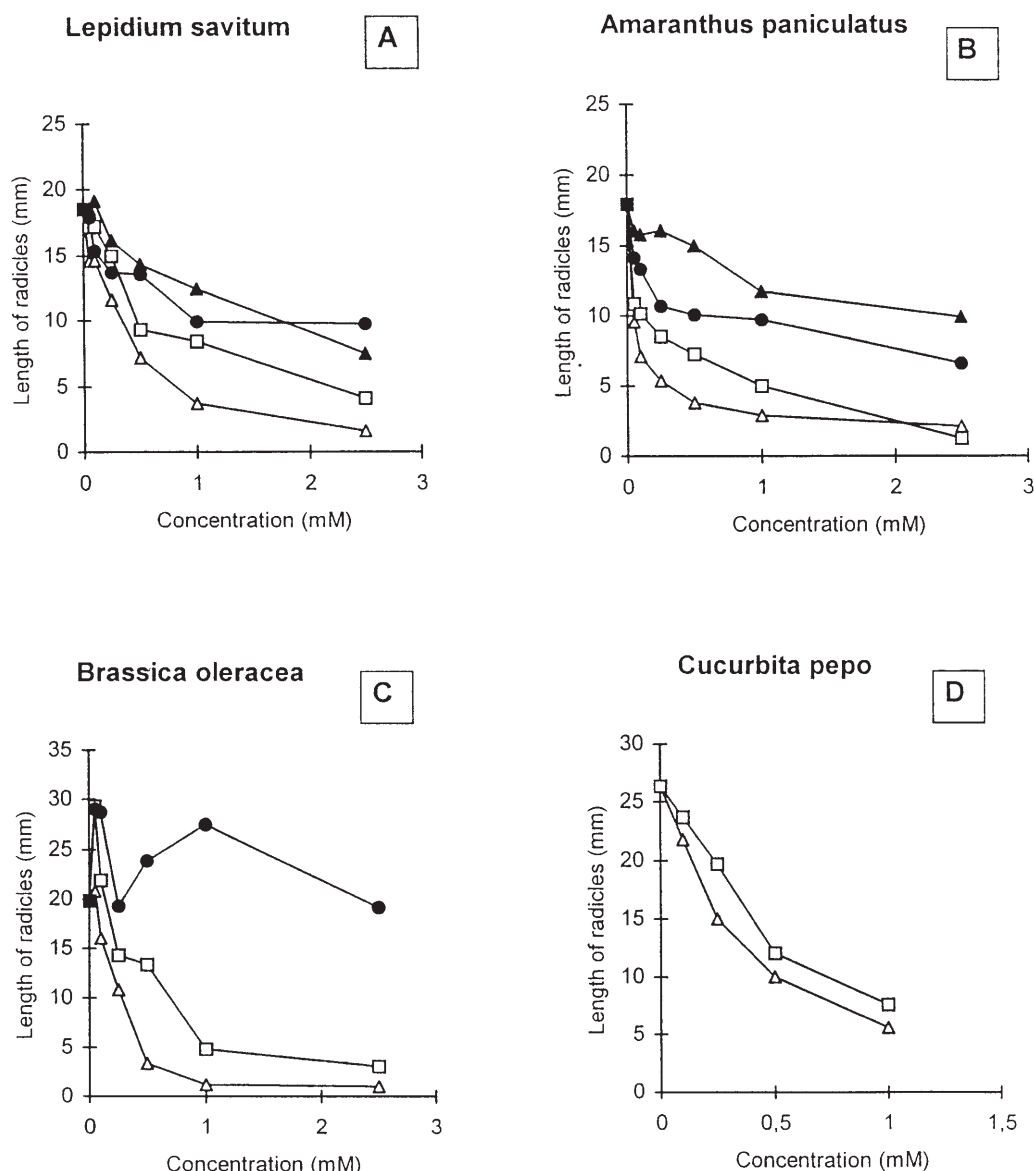 Lepidium savitum
A
25
20
15
10
5
0
Length of radicles (mm)
0 1 2 3
Concentration (mM)
Amaranthus paniculatus
B
25
20
15
10
5
0
Length of radicles (mm)
0 1 2 3
Concentration (mM)
Brassica oleracea
C
35
30
25
20
15
10
5
0
Length of radicles (mm)
0 1 2 3
Concentration (mM)
Cucurbita pepo
D
30
25
20
15
10
5
0
Length of radicles (mm)
0 0,5 1 1,5
Concentration (mM)